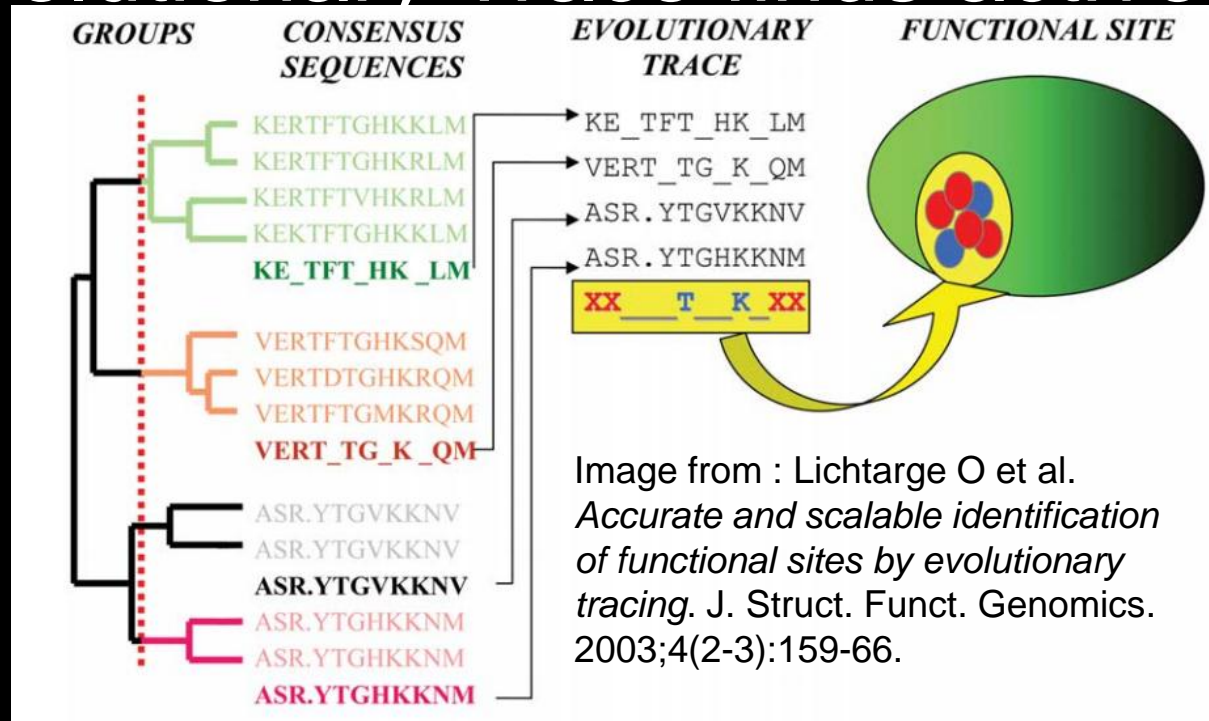 GROUPS
CONSENSUS
SEQUENCES
EVOLUTIONARY
TRACE
FUNCTIONAL SITE
KERTFTGHKKLM
KERTFTGHKRLM
KERTFTVHKRLM
KEKTFTGHKKLM
KE_TFT_HK_LM
VERTFTGHKSQM
VERTDTGHKRQM
VERTFTGMKRQM
VERT_TG_K_QM
ASR.YTGVKKNV
ASR.YTGVKKNV
ASR.YTGVKKNV
ASR.YTGHKKNM
ASR.YTGHKKNM
ASR.YTGHKKNM
KE_TFT_HK_LM
VERT_TG_K_QM
ASR.YTGVKKNV
ASR.YTGHKKNM
XX____T__K_XX
Image from : Lichtarge O et al.
Accurate and scalable identification
of functional sites by evolutionary
tracing. J. Struct. Funct. Genomics.
2003;4(2-3):159-66.